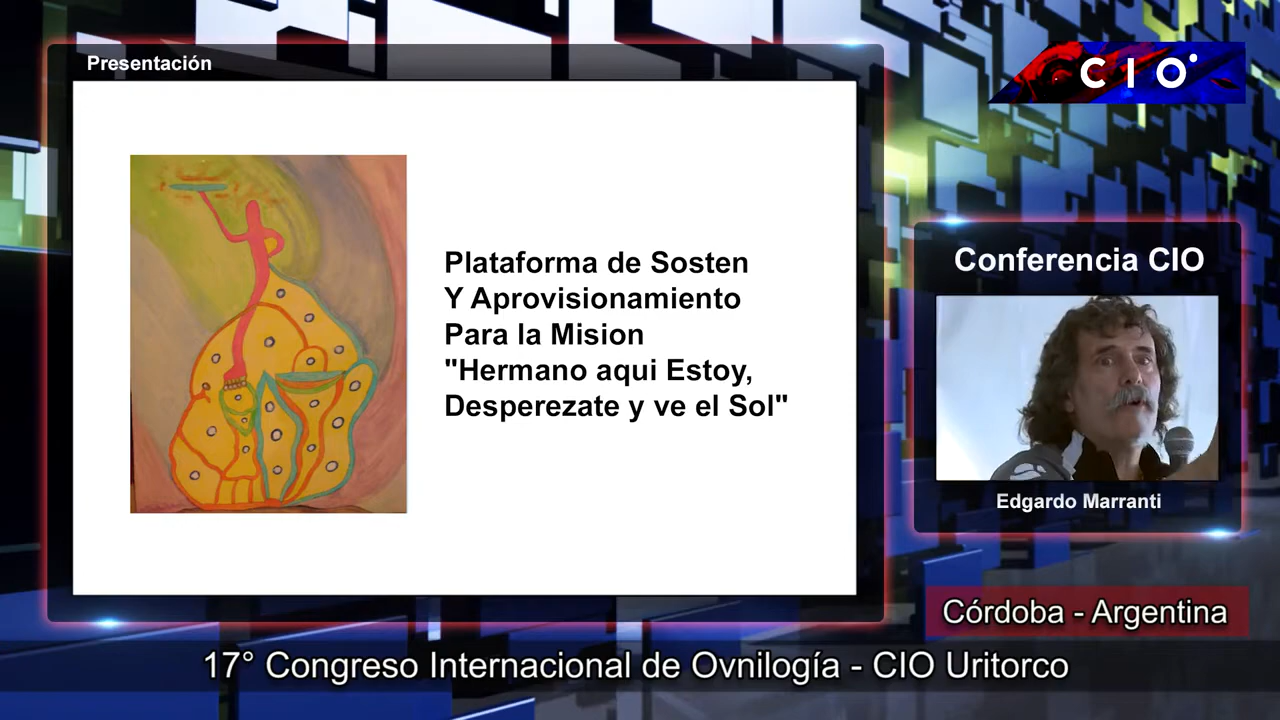 Presentación
CIO
Plataforma de Sosten
Y Aprovisionamiento
Para la Mision
"Hermano aqui Estoy,
Desperezate y ve el Sol"
Conferencia CIO
Edgardo Marranti
Córdoba - Argentina
17° Congreso Internacional de Ovnilogía - CIO Uritorco